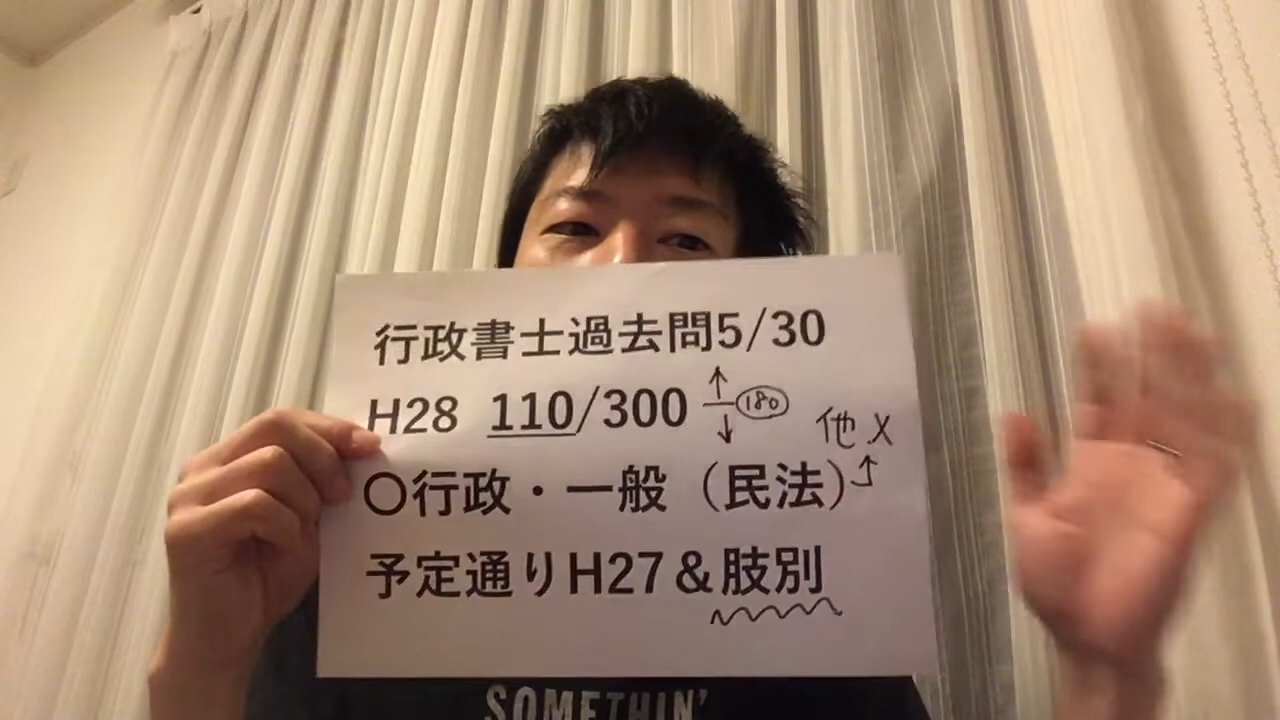 行政書士過去問5/30
H28 110/300 ↑ ↓ 180
他 ×
○行政・一般（民法）↑
予定通りH27&肢別
SOMETHIN'